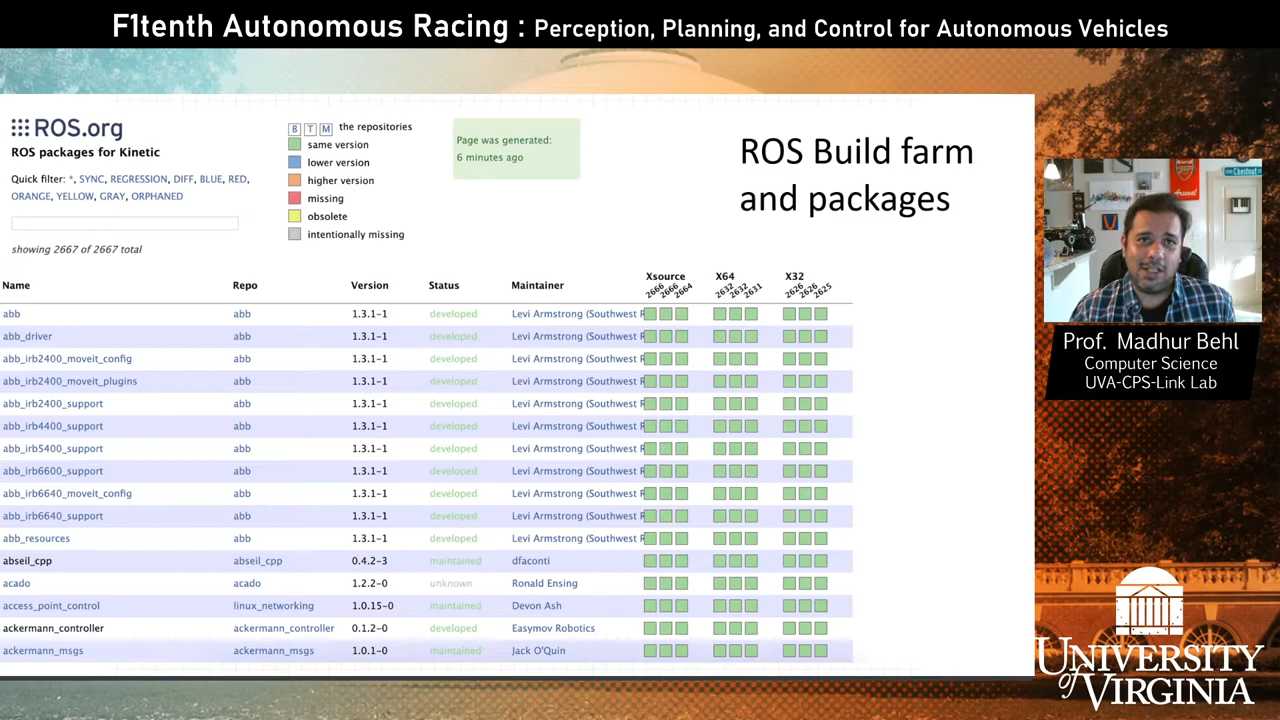 F1tenth Autonomous Racing : Perception, Planning, and Control for Autonomous Vehicles
ROS.org
ROS packages for Kinetic
Quick filter: *, SYNC, REGRESSION, DIFF, BLUE, RED,
ORANGE, YELLOW, GRAY, ORPHANED
showing 2667 of 2667 total
B T M the repositories
same version
lower version
higher version
missing
obsolete
intentionally missing
Page was generated:
6 minutes ago
ROS Build farm
and packages
Name Repo Version Status Maintainer Xsource X64 X32
2666 2666 2664 2632 2632 2631 2626 2626 2625
abb abb 1.3.1-1 developed Levi Armstrong (Southwest R
abb_driver abb 1.3.1-1 developed Levi Armstrong (Southwest R
abb_irb2400_moveit_config abb 1.3.1-1 developed Levi Armstrong (Southwest R
abb_irb2400_moveit_plugins abb 1.3.1-1 developed Levi Armstrong (Southwest R
abb_irb2400_support abb 1.3.1-1 developed Levi Armstrong (Southwest R
abb_irb4400_support abb 1.3.1-1 developed Levi Armstrong (Southwest R
abb_irb5400_support abb 1.3.1-1 developed Levi Armstrong (Southwest R
abb_irb6600_support abb 1.3.1-1 developed Levi Armstrong (Southwest R
abb_irb6640_moveit_config abb 1.3.1-1 developed Levi Armstrong (Southwest R
abb_irb6640_support abb 1.3.1-1 developed Levi Armstrong (Southwest R
abb_resources abb 1.3.1-1 developed Levi Armstrong (Southwest R
abseil_cpp abseil_cpp 0.4.2-3 maintained dfaconti
acado acado 1.2.2-0 unknown Ronald Ensing
access_point_control linux_networking 1.0.15-0 maintained Devon Ash
ackermann_controller ackermann_controller 0.1.2-0 developed Easymov Robotics
ackermann_msgs ackermann_msgs 1.0.1-0 maintained Jack O'Quin
Arsenal
Chestnut
V
Prof. Madhur Behl
Computer Science
UVA-CPS-Link Lab
UNIVERSITY
of VIRGINIA